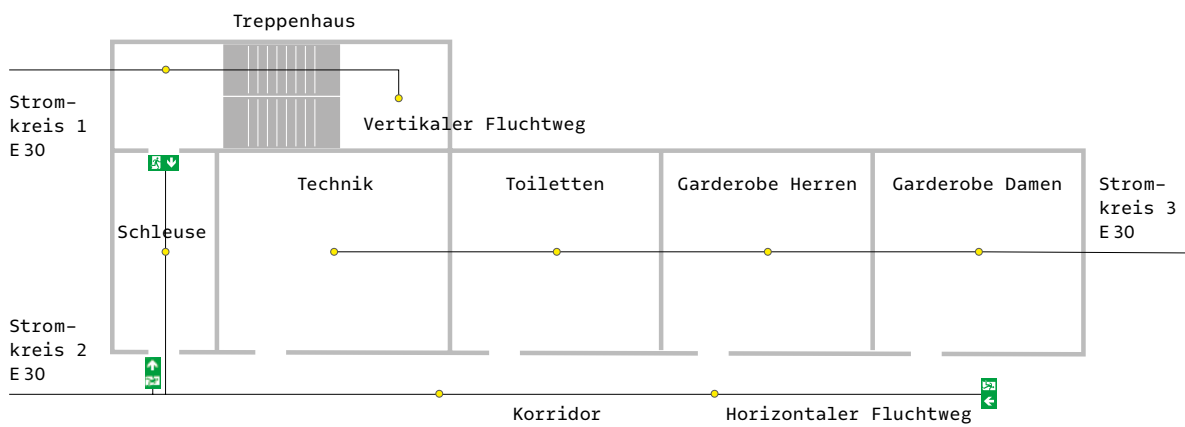 Treppenhaus
Strom–
kreis 1
E 30
Vertikaler Fluchtweg
Technik
Toiletten
Garderobe Herren
Garderobe Damen
Strom–
kreis 3
E 30
Schleuse
Strom–
kreis 2
E 30
Korridor
Horizontaler Fluchtweg